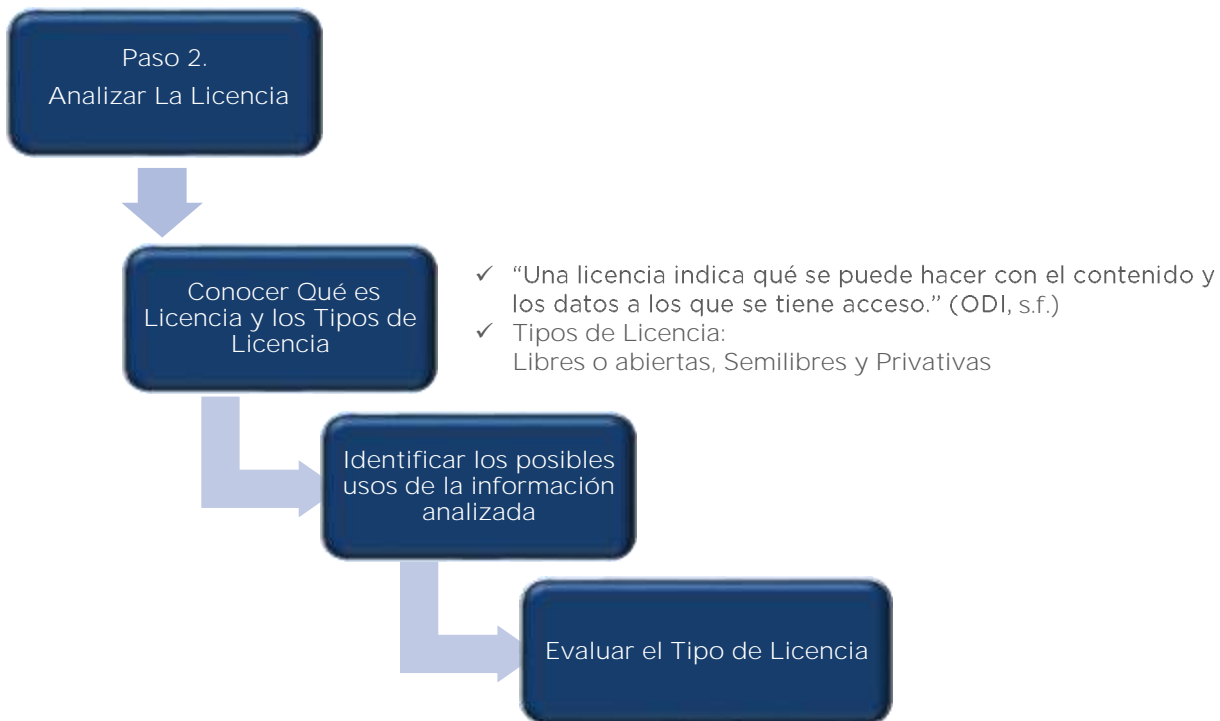 Paso 2.
Analizar La Licencia
Conocer Qué es
Licencia y los Tipos de
Licencia
✓ “Una licencia indica qué se puede hacer con el contenido y
los datos a los que se tiene acceso.” (ODI, s.f.)
✓ Tipos de Licencia:
Libres o abiertas, Semilibres y Privativas
Identificar los posibles
usos de la información
analizada
Evaluar el Tipo de Licencia